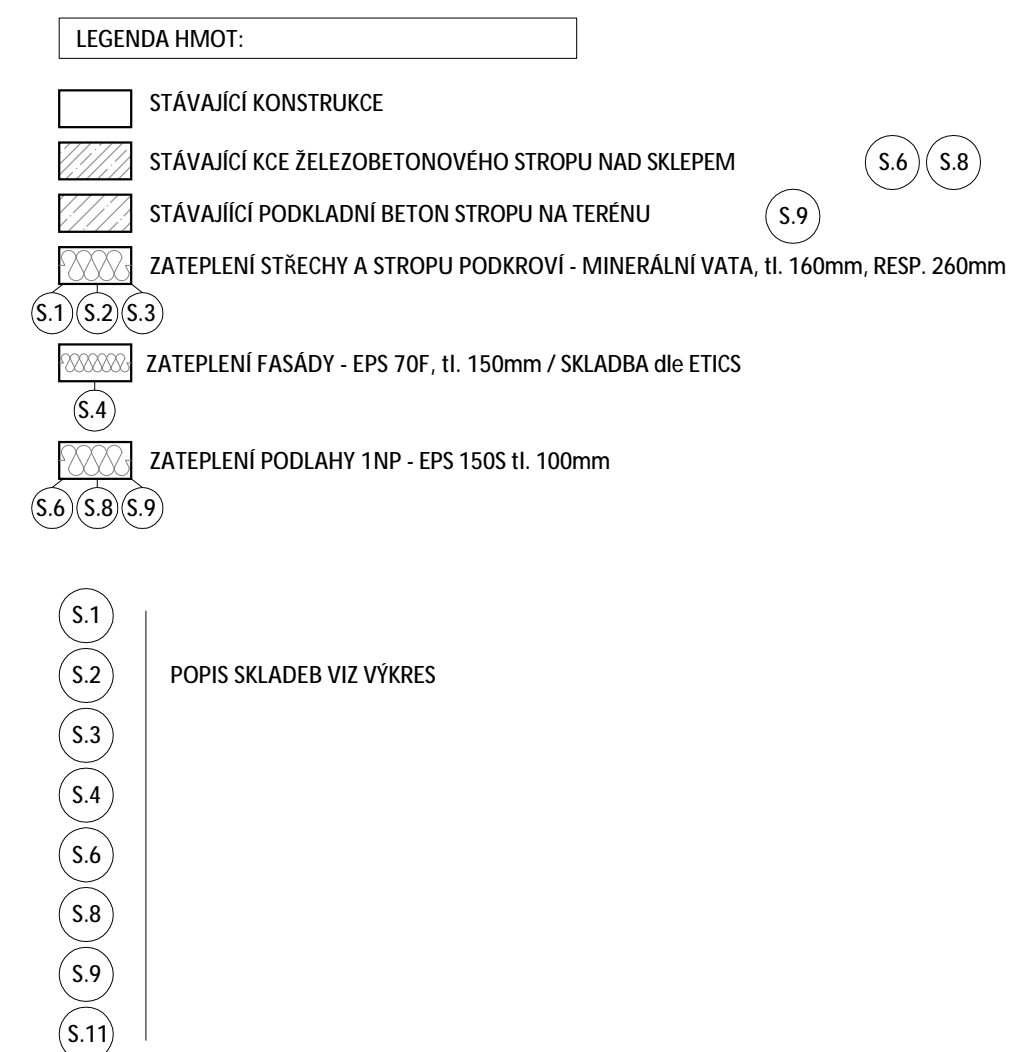 LEGENDA HMOT:
STÁVAJÍCÍ KONSTRUKCE
STÁVAJÍCÍ KCE ŽELEZOBETONOVÉHO STROPU NAD SKLEPEM S.6 S.8
STÁVAJÍÍCÍ PODKLADNÍ BETON STROPU NA TERÉNU S.9
ZATEPLENÍ STŘECHY A STROPU PODKROVÍ - MINERÁLNÍ VATA, tl. 160mm, RESP. 260mm
S.1 S.2 S.3
ZATEPLENÍ FASÁDY - EPS 70F, tl. 150mm / SKLADBA dle ETICS
S.4
ZATEPLENÍ PODLAHY 1NP - EPS 150S tl. 100mm
S.6 S.8 S.9
S.1
S.2 POPIS SKLADEB VIZ VÝKRES
S.3
S.4
S.6
S.8
S.9
S.11